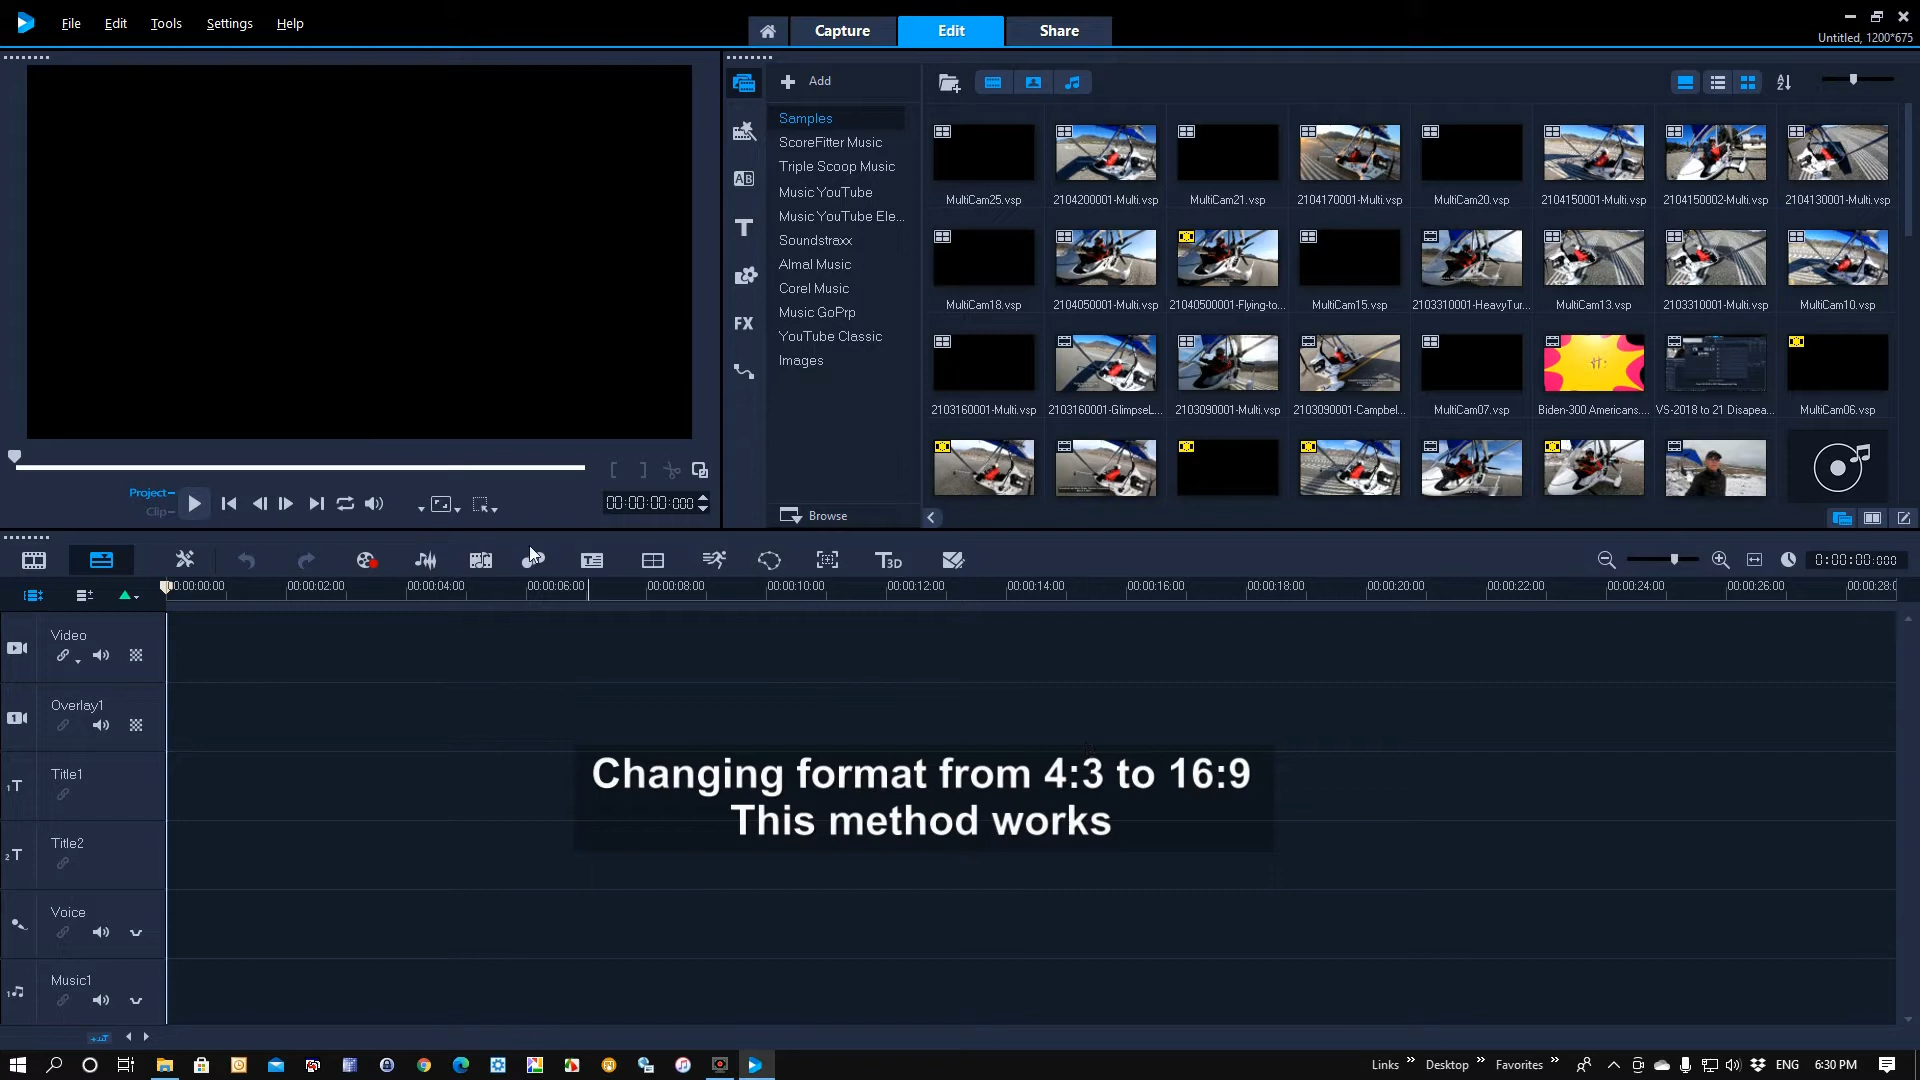 File Edit Tools Settings Help
Capture Edit Share
Untitled, 1200*675
Add
Samples
ScoreFitter Music
Triple Scoop Music
Music YouTube
Music YouTube Ele...
Soundstraxx
Almal Music
Corel Music
Music GoPrp
YouTube Classic
Images
Browse
MultiCam25.vsp 2104200001-Multi.vsp MultiCam21.vsp 2104170001-Multi.vsp MultiCam20.vsp 2104150001-Multi.vsp 2104150002-Multi.vsp 2104130001-Multi.vsp
MultiCam18.vsp 2104050001-Multi.vsp 21040500001-Flying-to... MultiCam15.vsp 2103310001-HeavyTur... MultiCam13.vsp 2103310001-Multi.vsp MultiCam10.vsp
2103160001-Multi.vsp 2103160001-GlimpseL... 2103090001-Multi.vsp 2103090001-Campbel... MultiCam07.vsp Biden-300 Americans.... VS-2018 to 21 Disapea... MultiCam06.vsp
Project
Clip
00:00:00:000
0:00:00:000
00:00:00:00 00:00:02:00 00:00:04:00 00:00:06:00 00:00:08:00 00:00:10:00 00:00:12:00 00:00:14:00 00:00:16:00 00:00:18:00 00:00:20:00 00:00:22:00 00:00:24:00 00:00:26:00 00:00:28:0
Video
Overlay1
Title1
Title2
Voice
Music1
Changing format from 4:3 to 16:9
This method works
Links Desktop Favorites ENG 6:30 PM